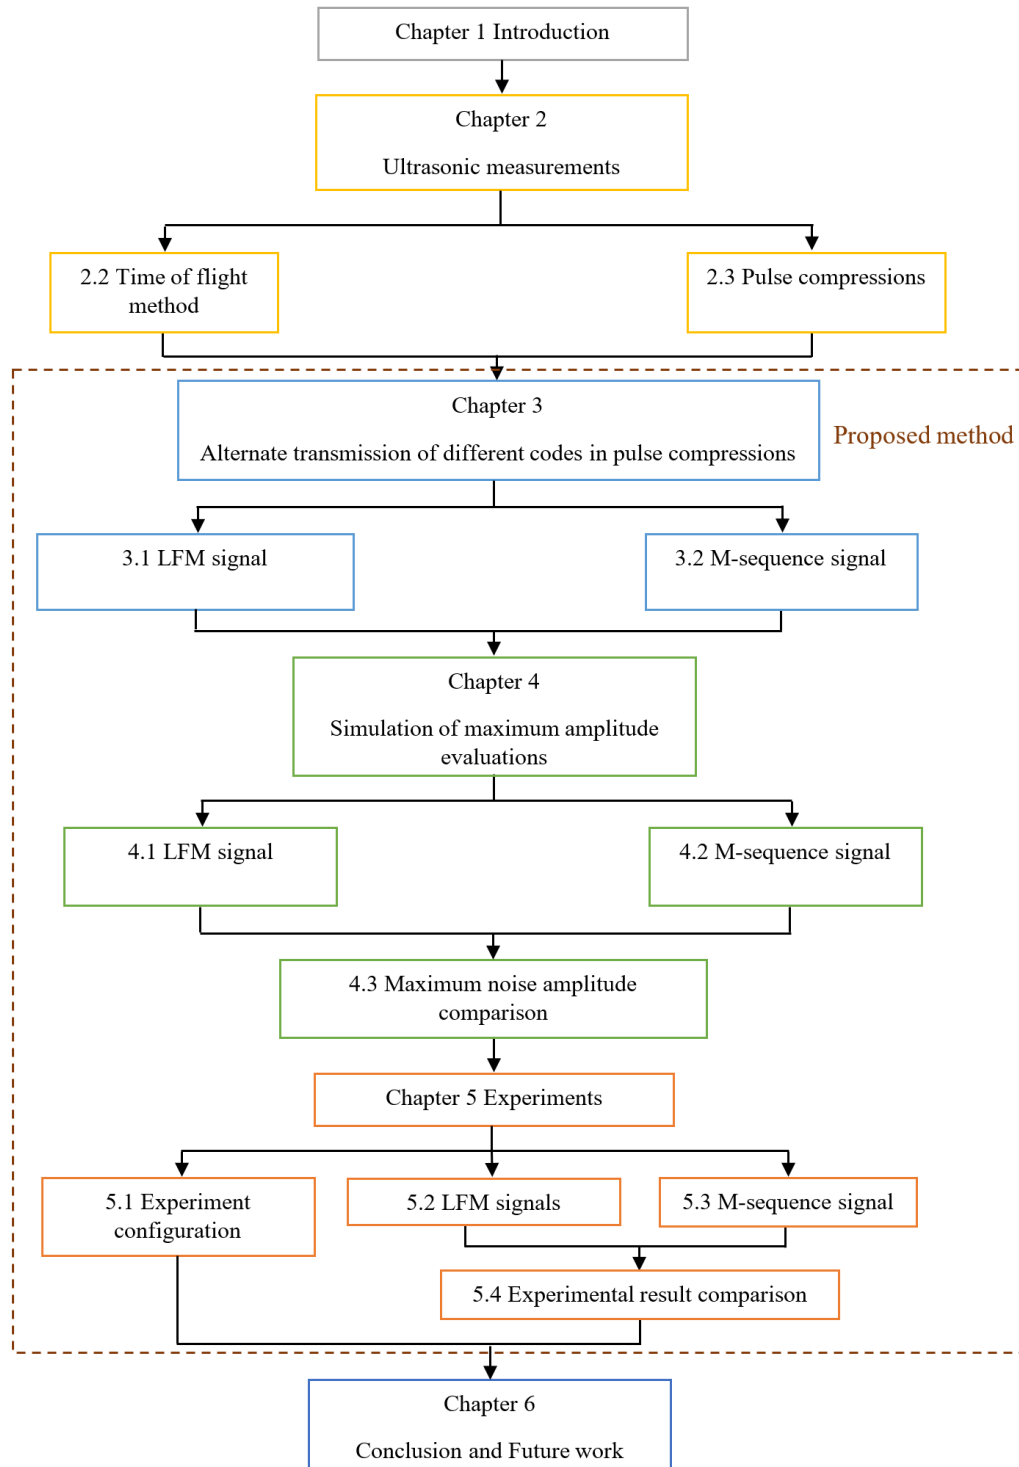 Chapter 1 Introduction
Chapter 2
Ultrasonic measurements
2.2 Time of flight
method
2.3 Pulse compressions
Chapter 3
Alternate transmission of different codes in pulse compressions
Proposed method
3.1 LFM signal
3.2 M-sequence signal
Chapter 4
Simulation of maximum amplitude
evaluations
4.1 LFM signal
4.2 M-sequence signal
4.3 Maximum noise amplitude
comparison
Chapter 5 Experiments
5.1 Experiment
configuration
5.2 LFM signals
5.3 M-sequence signal
5.4 Experimental result comparison
Chapter 6
Conclusion and Future work